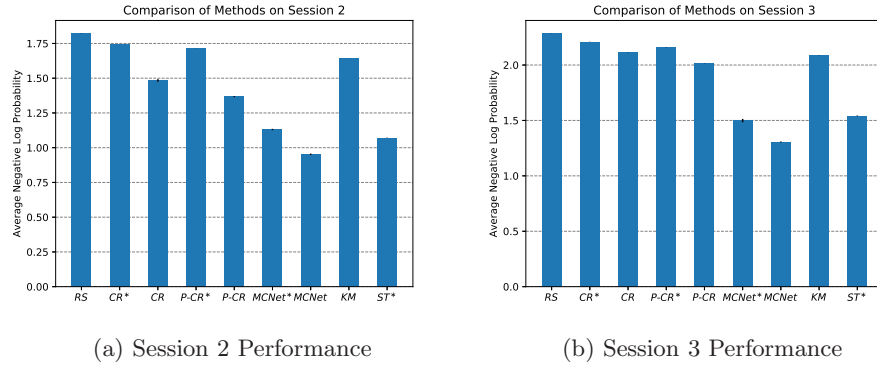 Comparison of Methods on Session 2
Average Negative Log Probability
1.75
1.50
1.25
1.00
0.75
0.50
0.25
0.00
RS CR* CR P-CR* P-CR MCNet* MCNet KM ST*
(a) Session 2 Performance
Comparison of Methods on Session 3
Average Negative Log Probability
2.0
1.5
1.0
0.5
0.0
RS CR* CR P-CR* P-CR MCNet* MCNet KM ST*
(b) Session 3 Performance